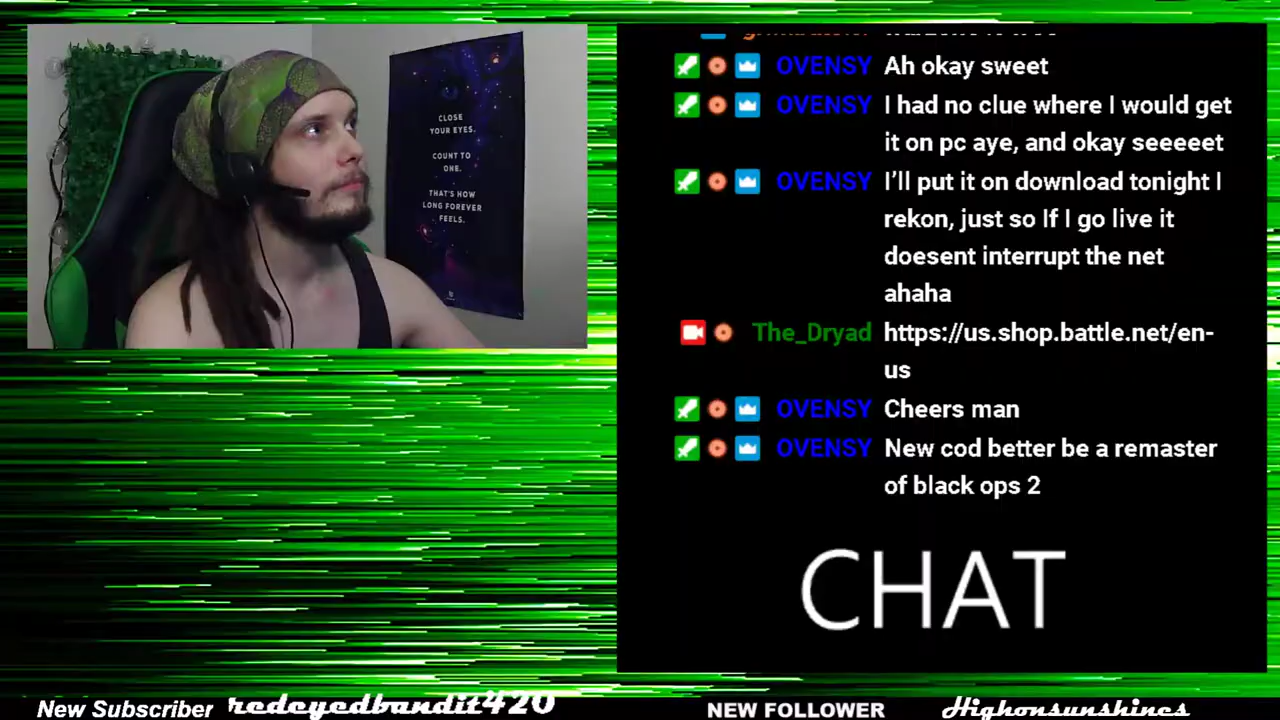 CLOSE
YOUR EYES.
COUNT TO
ONE.
THAT'S HOW
LONG FOREVER
FEELS.
OVENSY Ah okay sweet
OVENSY I had no clue where I would get
it on pc aye, and okay seeeeet
OVENSY I'll put it on download tonight I
rekon, just so If I go live it
doesent interrupt the net
ahaha
The_Dryad https://us.shop.battle.net/en-
us
OVENSY Cheers man
OVENSY New cod better be a remaster
of black ops 2
CHAT
New Subscriber redeyedbandit420
NEW FOLLOWER Highonsunshines